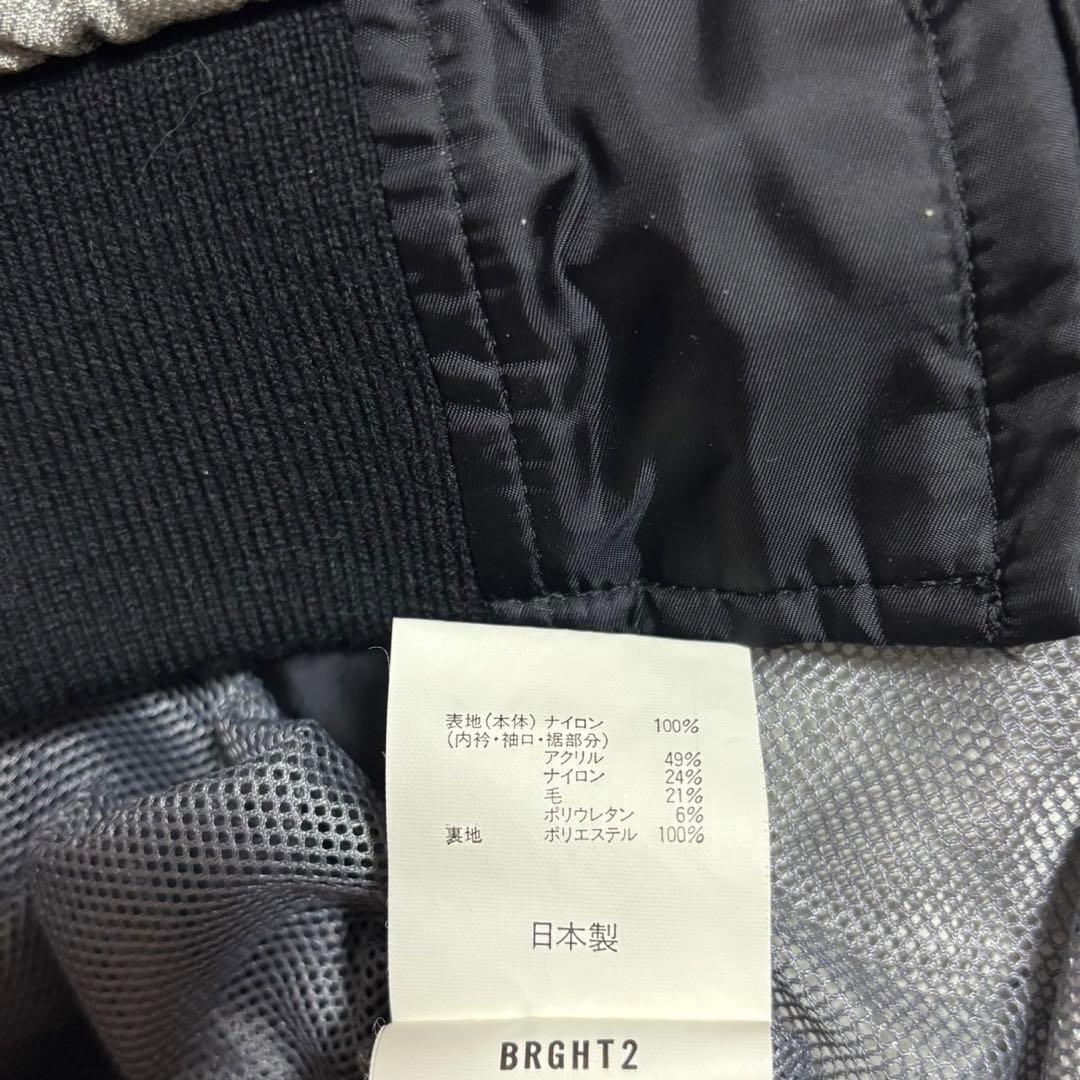 表地(本体) ナイロン 100%
(内衿・袖口・裾部分)
アクリル 49%
ナイロン 24%
毛 21%
ポリウレタン 6%
裏地 ポリエステル 100%
日本製
BRGHT2